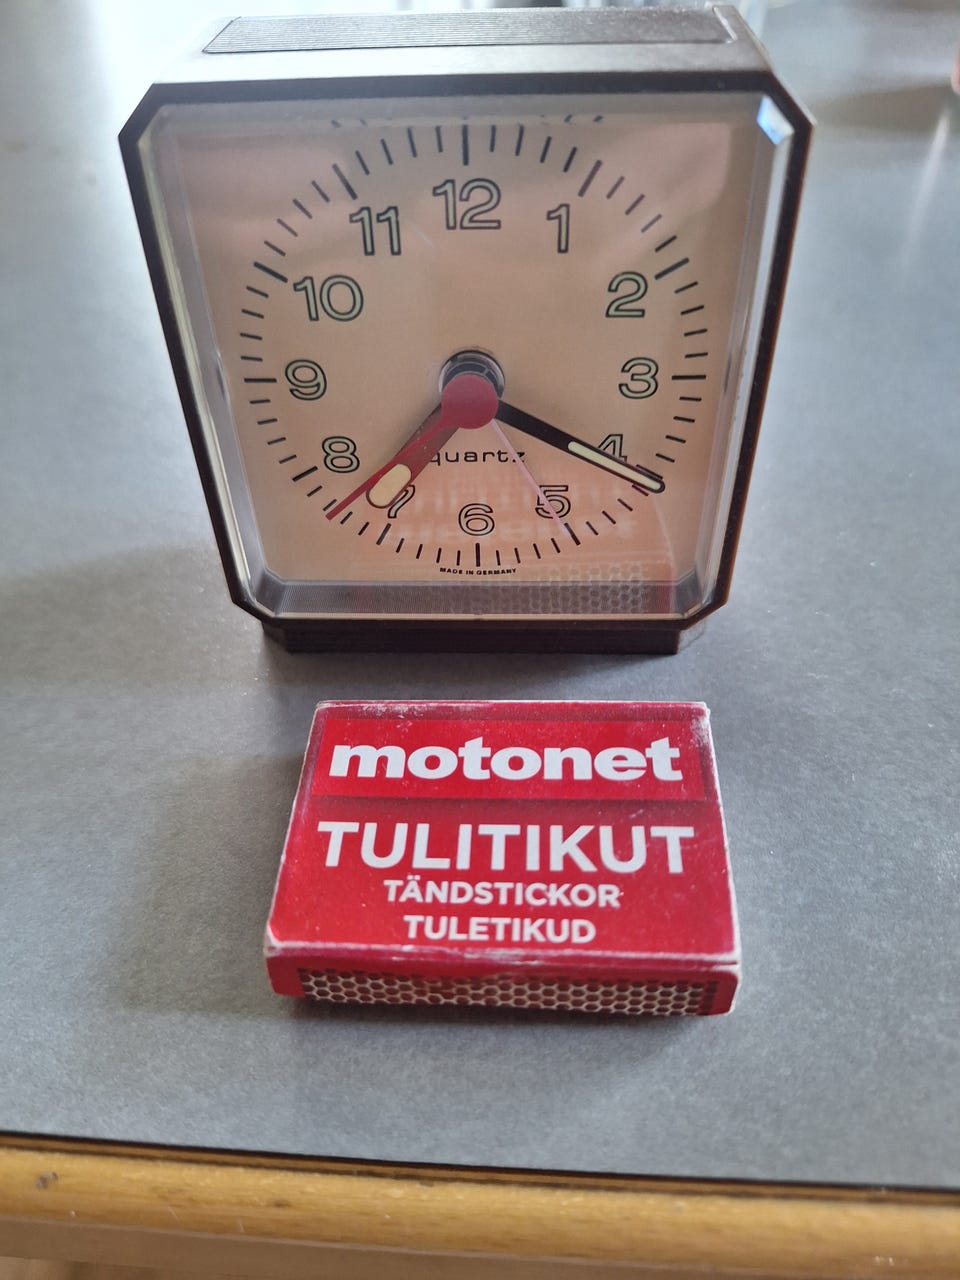 12
11
1
10
2
9
3
8
4
quartz
7
5
6
MADE IN GERMANY
motonet
TULITIKUT
TÄNDSTICKOR
TULETIKUD